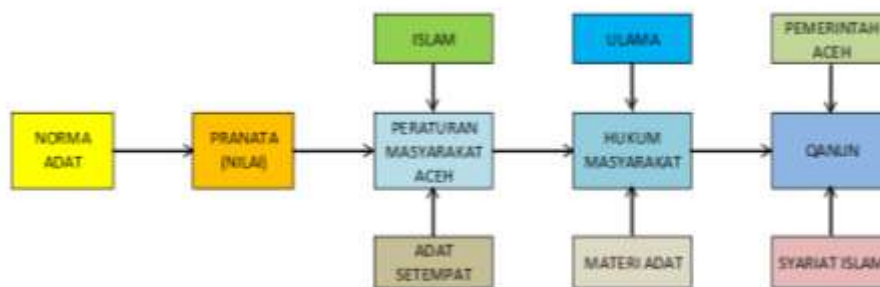 ISLAM
ULAMA
PEMERINTAH
ACEH
NORMA
ADAT
PRANATA
(NILAI)
PERATURAN
MASYARAKAT
ACEH
HUKUM
MASYARAKAT
QANUN
ADAT
SETEMPAT
MATERI ADAT
SYARIAT ISLAM